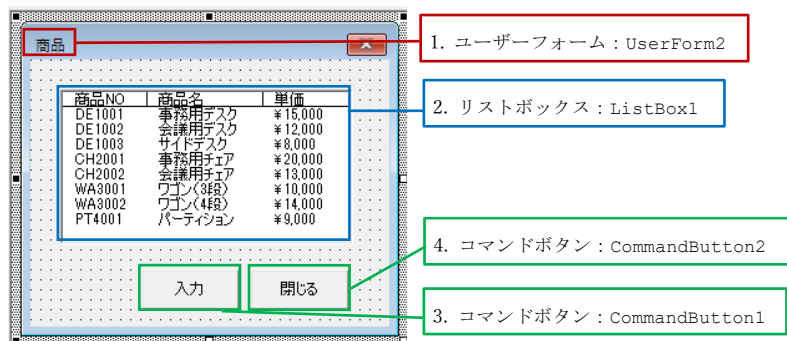 商品
商品NO 商品名 単価
DE1001 事務用デスク ¥15,000
DE1002 会議用デスク ¥12,000
DE1003 サイドデスク ¥8,000
CH2001 事務用チェア ¥20,000
CH2002 会議用チェア ¥13,000
WA3001 ワゴン(3段) ¥10,000
WA3002 ワゴン(4段) ¥14,000
PT4001 パーティション ¥9,000
入力 閉じる
1. ユーザーフォーム：UserForm2
2. リストボックス：ListBox1
4. コマンドボタン：CommandButton2
3. コマンドボタン：CommandButton1